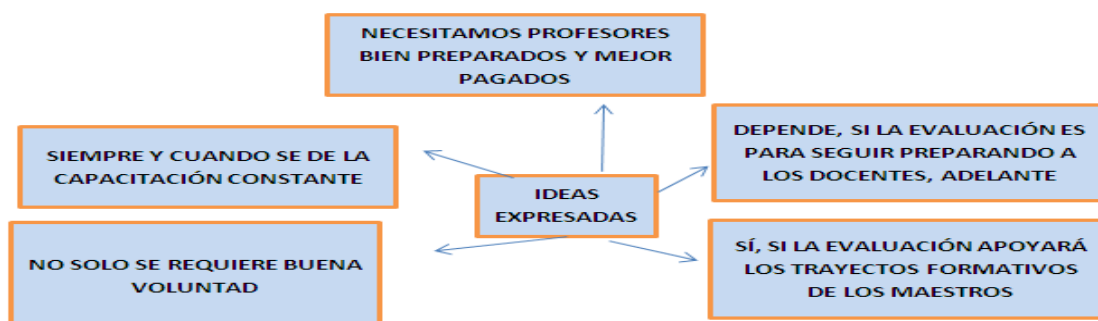 NECESITAMOS PROFESORES
BIEN PREPARADOS Y MEJOR
PAGADOS
SIEMPRE Y CUANDO SE DE LA
CAPACITACIÓN CONSTANTE
DEPENDE, SI LA EVALUACIÓN ES
PARA SEGUIR PREPARANDO A
LOS DOCENTES, ADELANTE
IDEAS
EXPRESADAS
NO SOLO SE REQUIERE BUENA
VOLUNTAD
SÍ, SI LA EVALUACIÓN APOYARÁ
LOS TRAYECTOS FORMATIVOS
DE LOS MAESTROS